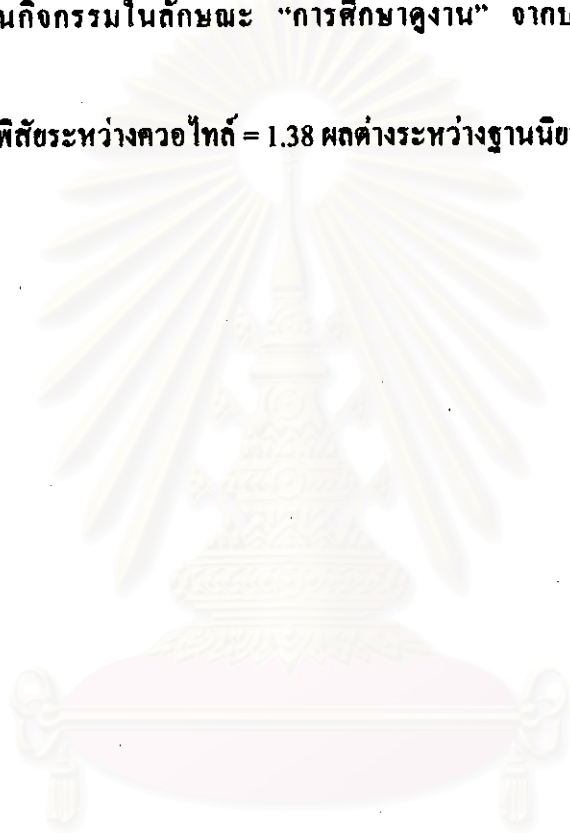 นกิจกรรมในลักษณะ “การศึกษาดูงาน” จาก
พิสัยระหว่างควอไทล์ = 1.38 ผลต่างระหว่างฐานนิย